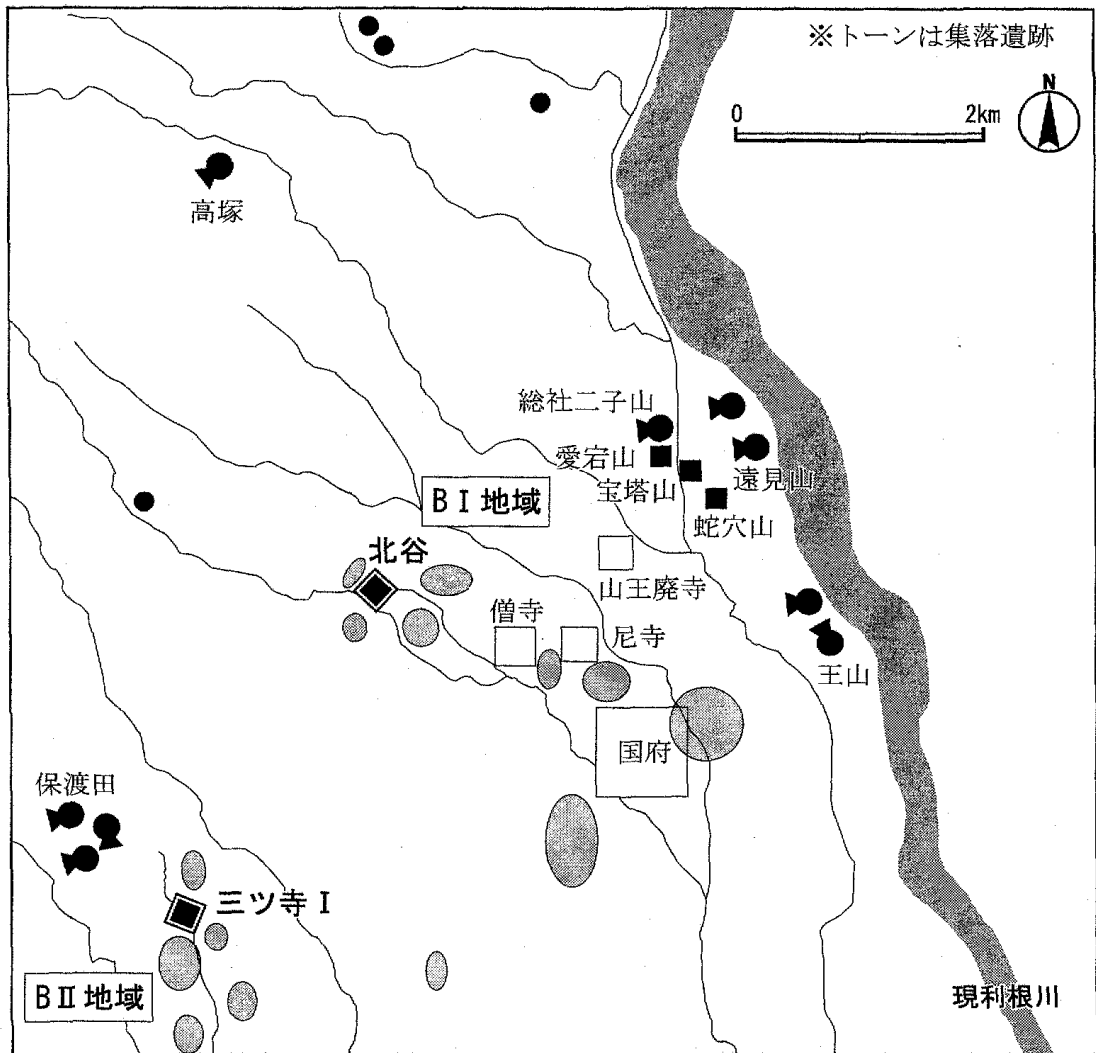 ※トーンは集落遺跡
N
0
2km
高塚
総社二子山
愛宕山
遠見山
宝塔山
蛇穴山
BⅠ地域
北谷
山王廃寺
僧寺
尼寺
王山
国府
保渡田
三ツ寺Ⅰ
BⅡ地域
現利根川